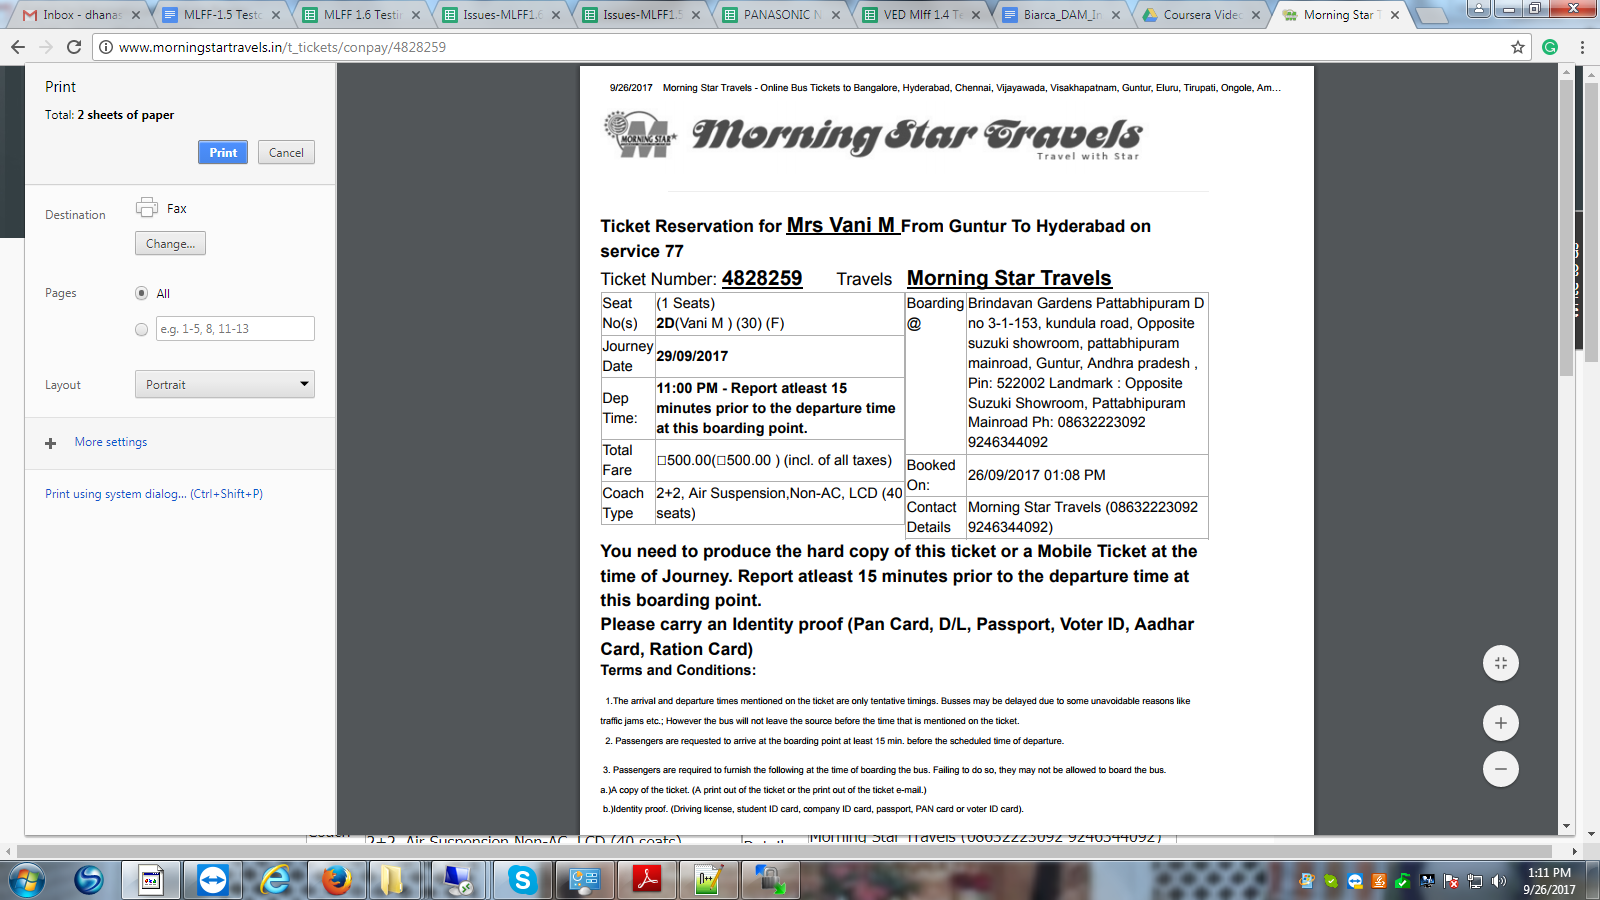 Inbox - dhanas
MLFF-1.5 Testc
MLFF 1.6 Testin
Issues-MLFF1.6
Issues-MLFF1.5
PANASONIC N
VED Mlff 1.4 Te
Biarca_DAM_In
Coursera Video
Morning Star T
www.morningstartravels.in/t_tickets/conpay/4828259
Print
Total: 2 sheets of paper
Print
Cancel
Destination
Fax
Change...
Pages
All
e.g. 1-5, 8, 11-13
Layout
Portrait
More settings
Print using system dialog... (Ctrl+Shift+P)
9/26/2017 Morning Star Travels - Online Bus Tickets to Bangalore, Hyderabad, Chennai, Vijayawada, Visakhapatnam, Guntur, Eluru, Tirupati, Ongole, Am...
MORNING STAR
Morning Star Travels
Travel with Star
Ticket Reservation for Mrs Vani M From Guntur To Hyderabad on
service 77
Ticket Number: 4828259 Travels Morning Star Travels
Seat No(s)
(1 Seats)
2D(Vani M ) (30) (F)
Journey Date
29/09/2017
Dep Time:
11:00 PM - Report atleast 15
minutes prior to the departure time
at this boarding point.
Total Fare
500.00(500.00 ) (incl. of all taxes)
Coach Type
2+2, Air Suspension,Non-AC, LCD (40
seats)
Boarding @
Brindavan Gardens Pattabhipuram D
no 3-1-153, kundula road, Opposite
suzuki showroom, pattabhipuram
mainroad, Guntur, Andhra pradesh ,
Pin: 522002 Landmark : Opposite
Suzuki Showroom, Pattabhipuram
Mainroad Ph: 08632223092
9246344092
Booked On:
26/09/2017 01:08 PM
Contact Details
Morning Star Travels (08632223092
9246344092)
You need to produce the hard copy of this ticket or a Mobile Ticket at the
time of Journey. Report atleast 15 minutes prior to the departure time at
this boarding point.
Please carry an Identity proof (Pan Card, D/L, Passport, Voter ID, Aadhar
Card, Ration Card)
Terms and Conditions:
1.The arrival and departure times mentioned on the ticket are only tentative timings. Busses may be delayed due to some unavoidable reasons like
traffic jams etc.; However the bus will not leave the source before the time that is mentioned on the ticket.
2. Passengers are requested to arrive at the boarding point at least 15 min. before the scheduled time of departure.
3. Passengers are required to furnish the following at the time of boarding the bus. Failing to do so, they may not be allowed to board the bus.
a.)A copy of the ticket. (A print out of the ticket or the print out of the ticket e-mail.)
b.)Identity proof. (Driving license, student ID card, company ID card, passport, PAN card or voter ID card).
2+2, Air Suspension,Non-AC, LCD (40 seats)
Morning Star Travels (08632223092 9246344092)
1:11 PM
9/26/2017